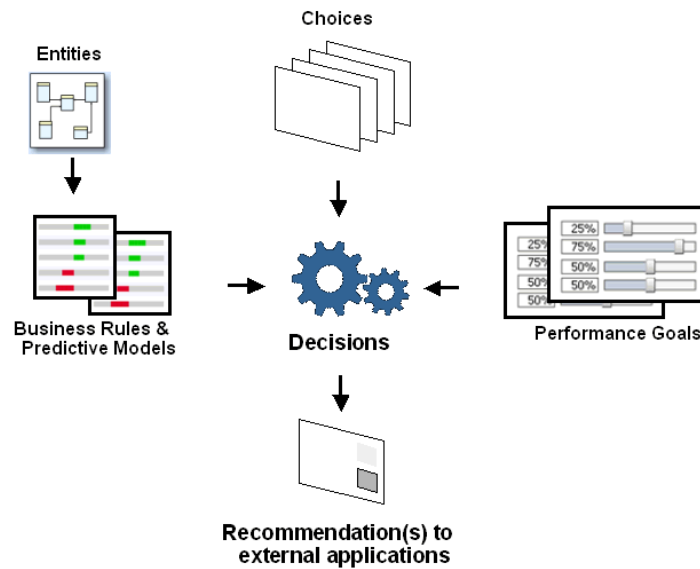 Choices
Entities
25%
75%
50%
50%
25%
75%
50%
50%
Business Rules &
Predictive Models
Decisions
Performance Goals
Recommendation(s) to
external applications